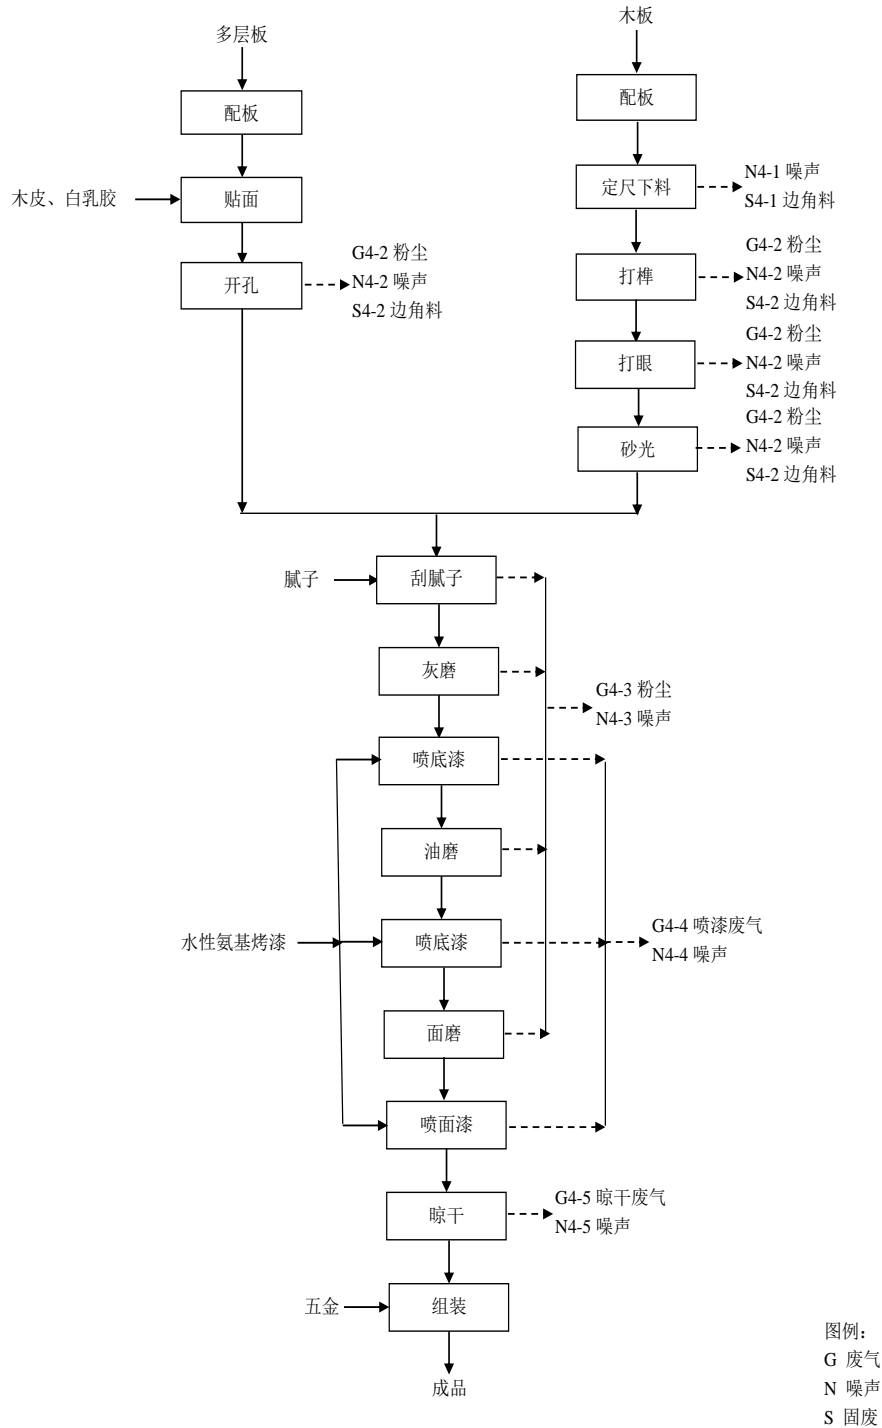 多层板
配板
木皮、白乳胶
贴面
开孔
G4-2 粉尘
N4-2 噪声
S4-2 边角料
木板
配板
定尺下料
N4-1 噪声
S4-1 边角料
打榫
G4-2 粉尘
N4-2 噪声
S4-2 边角料
打眼
G4-2 粉尘
N4-2 噪声
S4-2 边角料
砂光
G4-2 粉尘
N4-2 噪声
S4-2 边角料
腻子
刮腻子
灰磨
G4-3 粉尘
N4-3 噪声
喷底漆
油磨
水性氨基烤漆
喷底漆
G4-4 喷漆废气
N4-4 噪声
面磨
喷面漆
晾干
G4-5 晾干废气
N4-5 噪声
五金
组装
成品
图例：
G 废气
N 噪声
S 固废